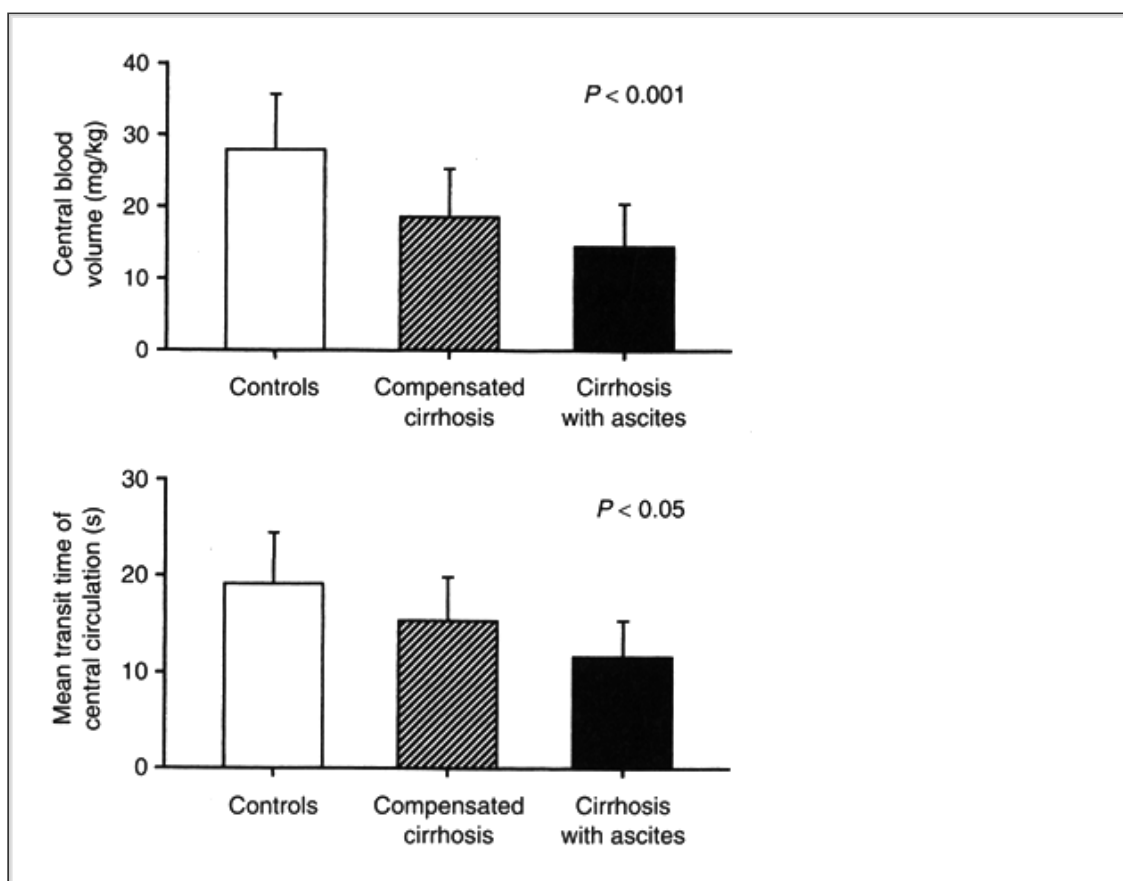 Central blood
volume (mg/kg)
40
30
20
10
0
P < 0.001
Controls
Compensated
cirrhosis
Cirrhosis
with ascites
Mean transit time of
central circulation (s)
30
20
10
0
P < 0.05
Controls
Compensated
cirrhosis
Cirrhosis
with ascites